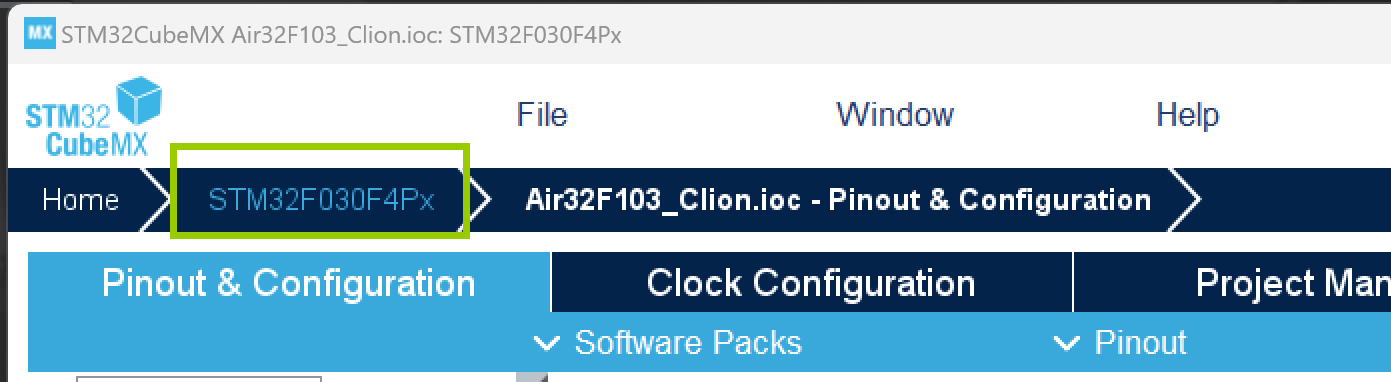 MX STM32CubeMX Air32F103_Clion.ioc: STM32F030F4Px
STM32
CubeMX
File Window Help
Home STM32F030F4Px Air32F103_Clion.ioc - Pinout & Configuration
Pinout & Configuration Clock Configuration Project Man
Software Packs Pinout